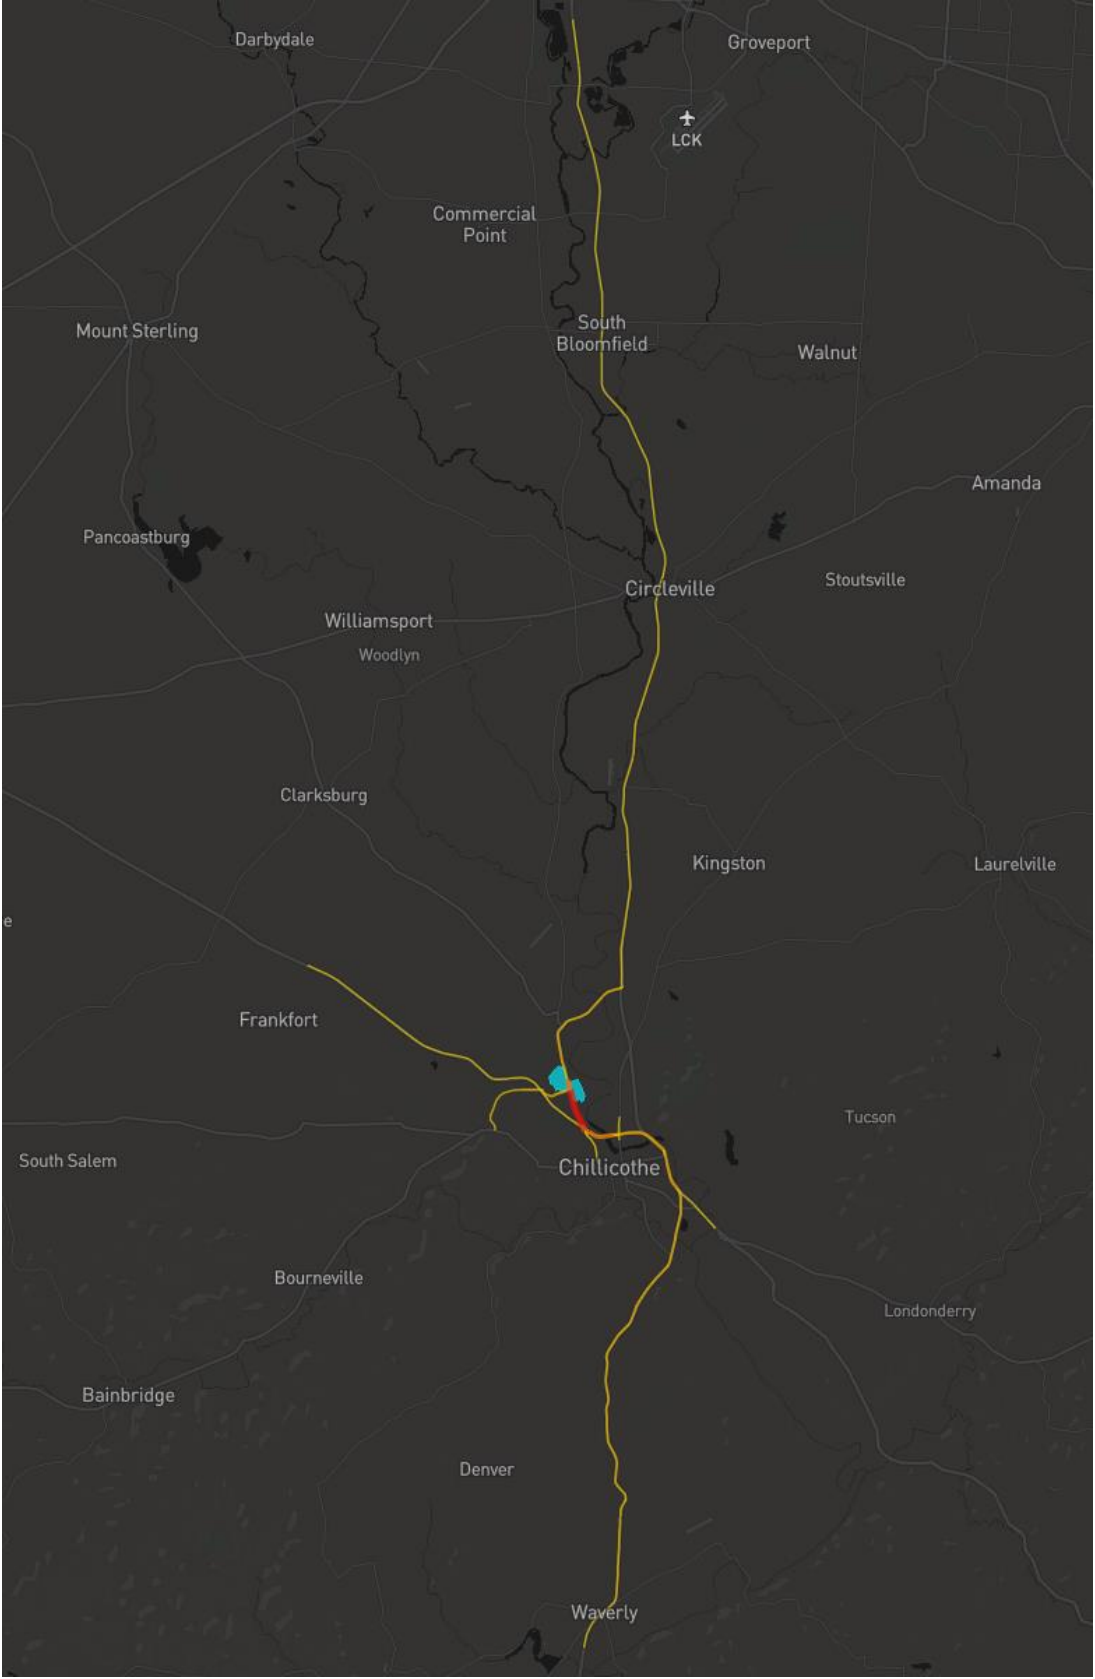 Darbydale
Groveport
LCK
Commercial
Point
South
Bloomfield
Mount Sterling
Walnut
Amanda
Pancoastburg
Stoutsville
Circleville
Williamsport
Woodlyn
Clarksburg
Kingston
Laurelville
e
Frankfort
Tucson
South Salem
Chillicothe
Bourneville
Londonderry
Bainbridge
Denver
Waverly